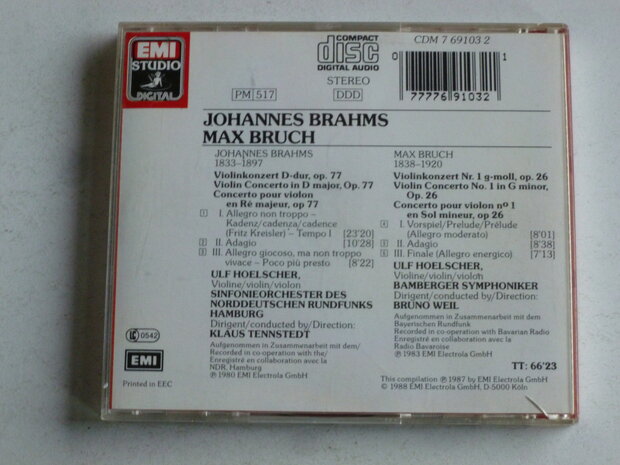 EMI
STUDIO
DIGITAL
COMPACT
disc
DIGITAL AUDIO
STEREO
PM 517
DDD
CDM 7 69103 2
0
1
77776 91032
JOHANNES BRAHMS
MAX BRUCH
JOHANNES BRAHMS
1833–1897
Violinkonzert D-dur, op. 77
Violin Concerto in D major, Op. 77
Concerto pour violon
en Ré majeur, op 77
1 I. Allegro non troppo –
Kadenz/cadenza/cadence
(Fritz Kreisler) – Tempo I [23'20]
2 II. Adagio [10'28]
3 III. Allegro giocoso, ma non troppo
vivace – Poco più presto [8'22]
ULF HOELSCHER,
Violine/violin/violon
SINFONIEORCHESTER DES
NORDDEUTSCHEN RUNDFUNKS
HAMBURG
Dirigent/conducted by/Direction:
KLAUS TENNSTEDT
Aufgenommen in Zusammenarbeit mit dem/
Recorded in co-operation with the/
Enregistré en collaboration avec la
NDR, Hamburg
℗ 1980 EMI Electrola GmbH
MAX BRUCH
1838–1920
Violinkonzert Nr. 1 g-moll, op. 26
Violin Concerto No. 1 in G minor,
Op. 26
Concerto pour violon nº 1
en Sol mineur, op 26
4 I. Vorspiel/Prelude/Prélude
(Allegro moderato) [8'01]
5 II. Adagio [8'38]
6 III. Finale (Allegro energico) [7'13]
ULF HOELSCHER,
Violine/violin/violon
BAMBERGER SYMPHONIKER
Dirigent/conducted by/Direction:
BRUNO WEIL
Aufgenommen in Zusammenarbeit mit dem
Bayerischen Rundfunk
Recorded in co-operation with Bavarian Radio
Enregistré en collaboration avec la
Radio Bavaroise
℗ 1983 EMI Electrola GmbH
TT: 66'23
0542
EMI
Printed in EEC
This compilation ℗ 1987 by EMI Electrola GmbH
© 1988 EMI Electrola GmbH, D-5000 Köln